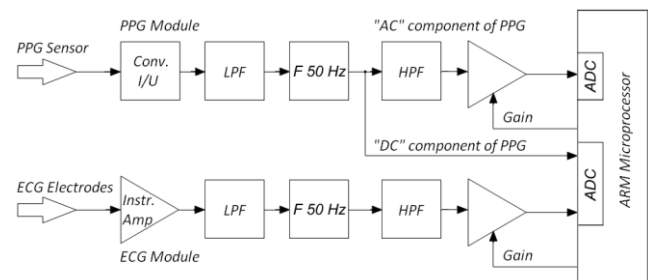 PPG Module
"AC" component of PPG
PPG Sensor
Conv.
I/U
LPF
F 50 Hz
HPF
ADC
Gain
"DC" component of PPG
ARM Microprocessor
ADC
ECG Electrodes
Instr.
Amp
LPF
F 50 Hz
HPF
Gain
ECG Module